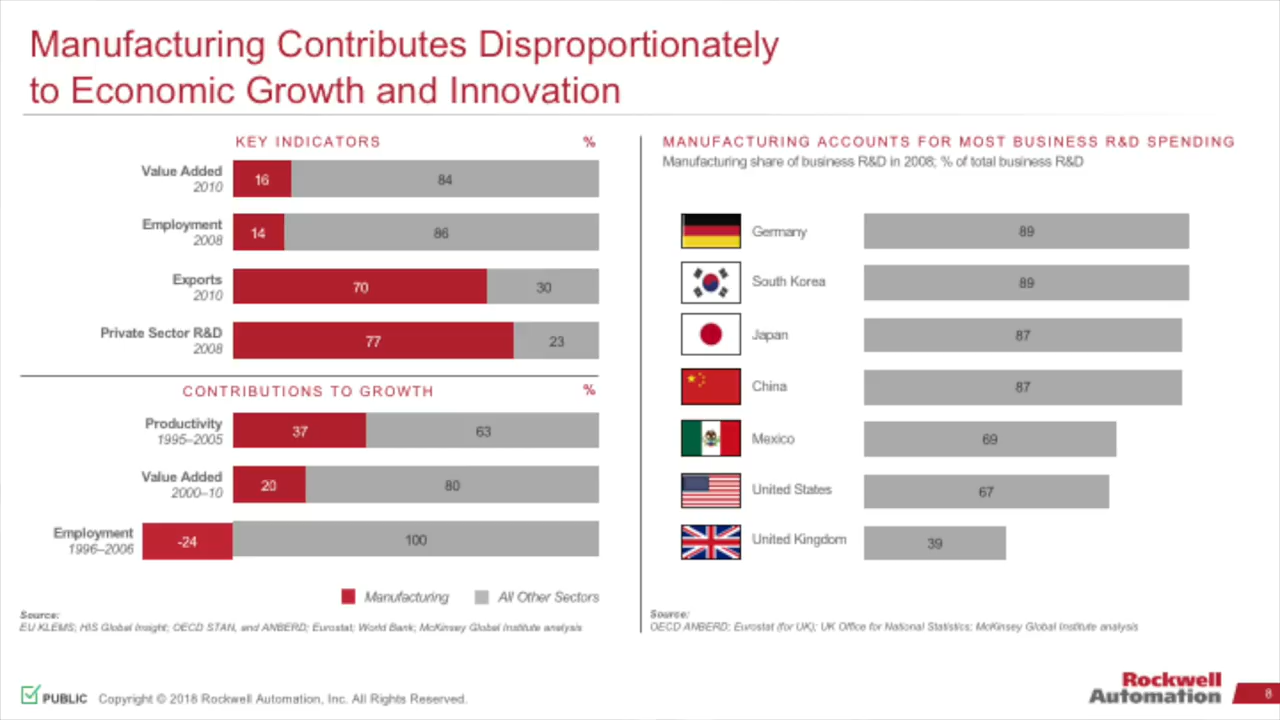 Manufacturing Contributes Disproportionately
to Economic Growth and Innovation
KEY INDICATORS %
Value Added
2010
16 84
Employment
2008
14 86
Exports
2010
70 30
Private Sector R&D
2008
77 23
CONTRIBUTIONS TO GROWTH %
Productivity
1995–2005
37 63
Value Added
2000–10
20 80
Employment
1996–2006
-24 100
Manufacturing All Other Sectors
Source:
EU KLEMS; HIS Global Insight; OECD STAN, and ANBERD; Eurostat; World Bank; McKinsey Global Institute analysis
MANUFACTURING ACCOUNTS FOR MOST BUSINESS R&D SPENDING
Manufacturing share of business R&D in 2008; % of total business R&D
Germany 89
South Korea 89
Japan 87
China 87
Mexico 69
United States 67
United Kingdom 39
Source:
OECD ANBERD; Eurostat (for UK); UK Office for National Statistics; McKinsey Global Institute analysis
PUBLIC Copyright © 2018 Rockwell Automation, Inc. All Rights Reserved.
Rockwell
Automation
8